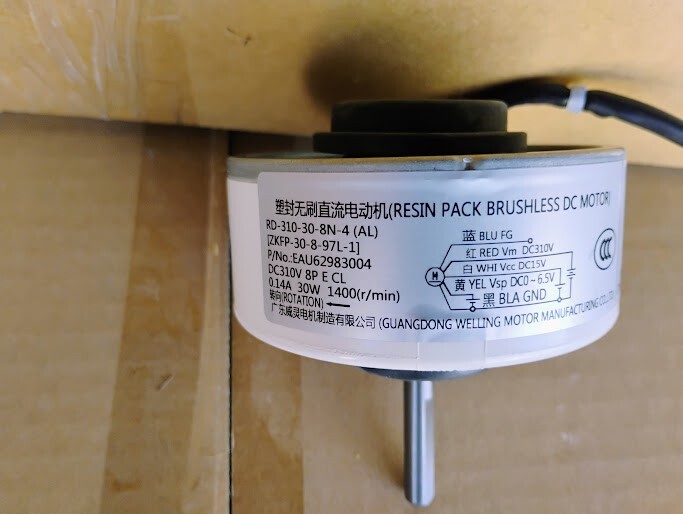 塑封无刷直流电动机(RESIN PACK BRUSHLESS DC MOTOR)
RD-310-30-8N-4 (AL)
[ZKFP-30-8-97L-1]
P/No.:EAU62983004
DC310V 8P E CL
0.14A 30W 1400(r/min)
转向(ROTATION)
广东威灵电机制造有限公司 (GUANGDONG WELLING MOTOR MANUFACTURING CO.,
蓝 BLU FG
红 RED Vm DC310V
白 WHI Vcc DC15V
黄 YEL Vsp DC0～6.5V
黑 BLA GND
M
CCC